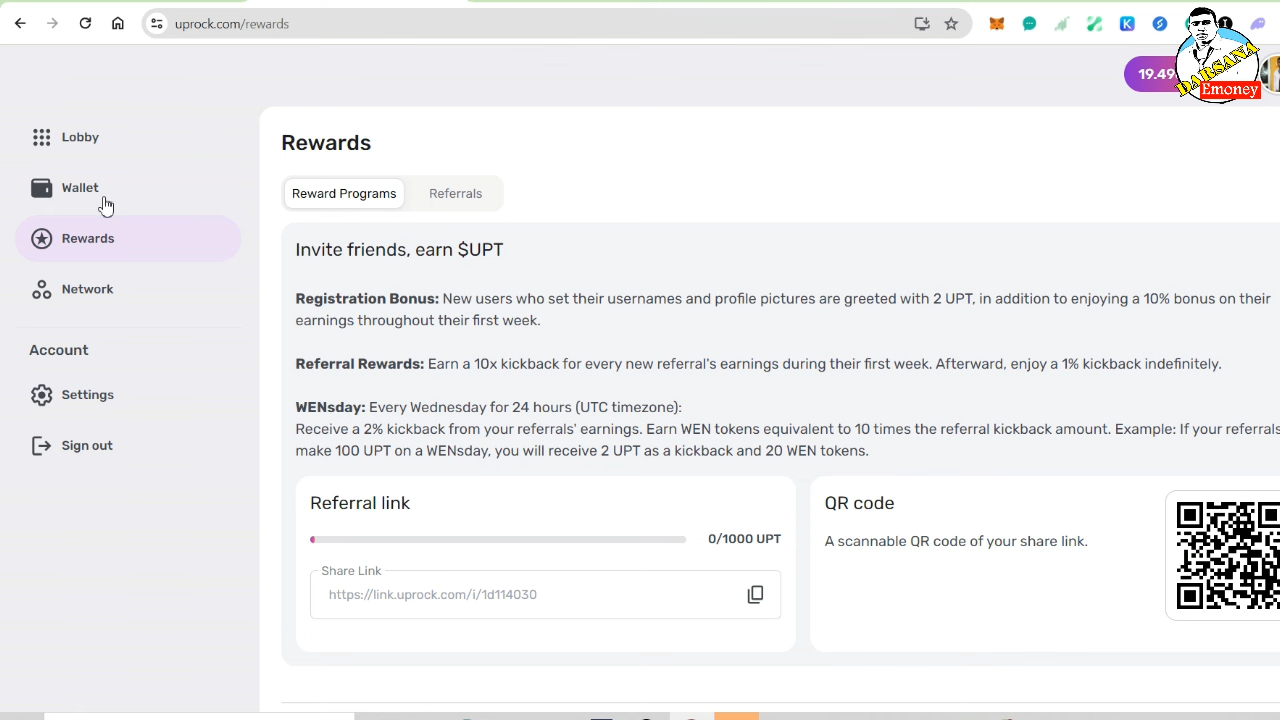 uprock.com/rewards
K
I
19.49
DARSANA
Emoney
Lobby
Wallet
Rewards
Network
Account
Settings
Sign out
Rewards
Reward Programs
Referrals
Invite friends, earn $UPT
Registration Bonus: New users who set their usernames and profile pictures are greeted with 2 UPT, in addition to enjoying a 10% bonus on their
earnings throughout their first week.
Referral Rewards: Earn a 10x kickback for every new referral's earnings during their first week. Afterward, enjoy a 1% kickback indefinitely.
WENsday: Every Wednesday for 24 hours (UTC timezone):
Receive a 2% kickback from your referrals' earnings. Earn WEN tokens equivalent to 10 times the referral kickback amount. Example: If your referrals
make 100 UPT on a WENsday, you will receive 2 UPT as a kickback and 20 WEN tokens.
Referral link
0/1000 UPT
Share Link
https://link.uprock.com/i/1d114030
QR code
A scannable QR code of your share link.